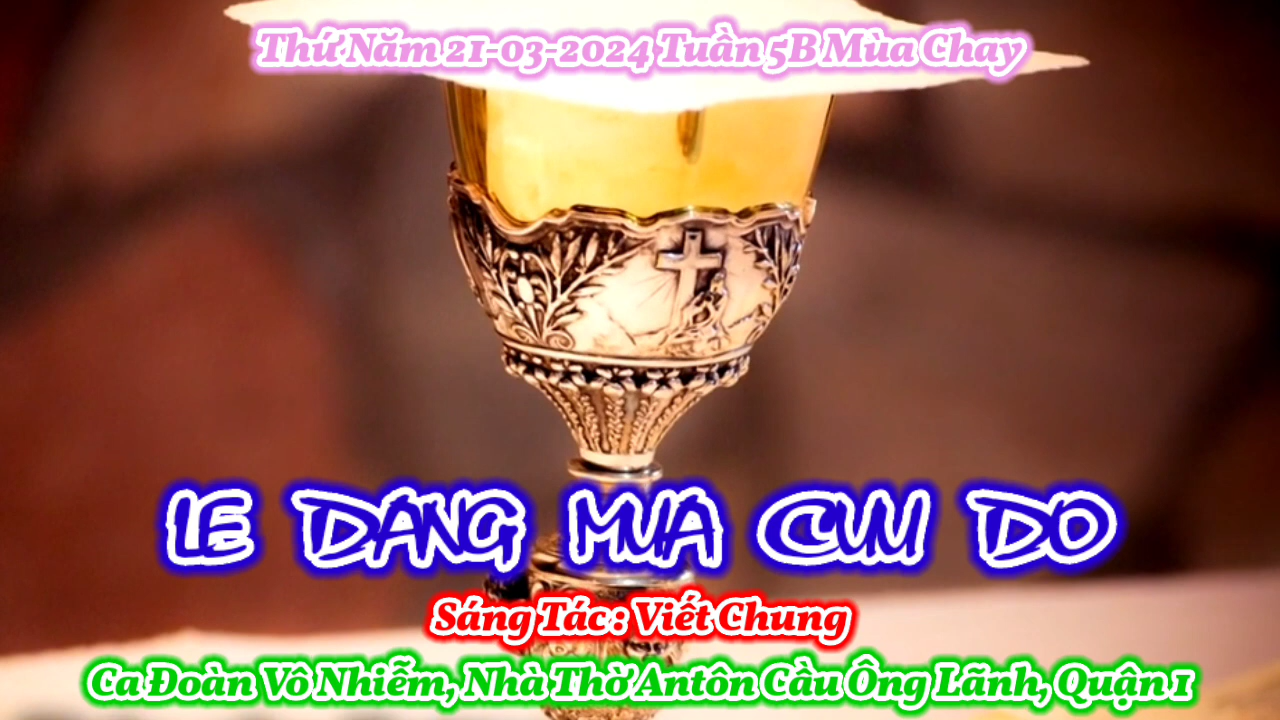 Thứ Năm 21-03-2024 Tuần 5B Mùa Chay
LE DANG MUA CUU DO
Sáng Tác : Viết Chung
Ca Đoàn Vô Nhiễm, Nhà Thờ Antôn Cầu Ông Lãnh, Quận 1